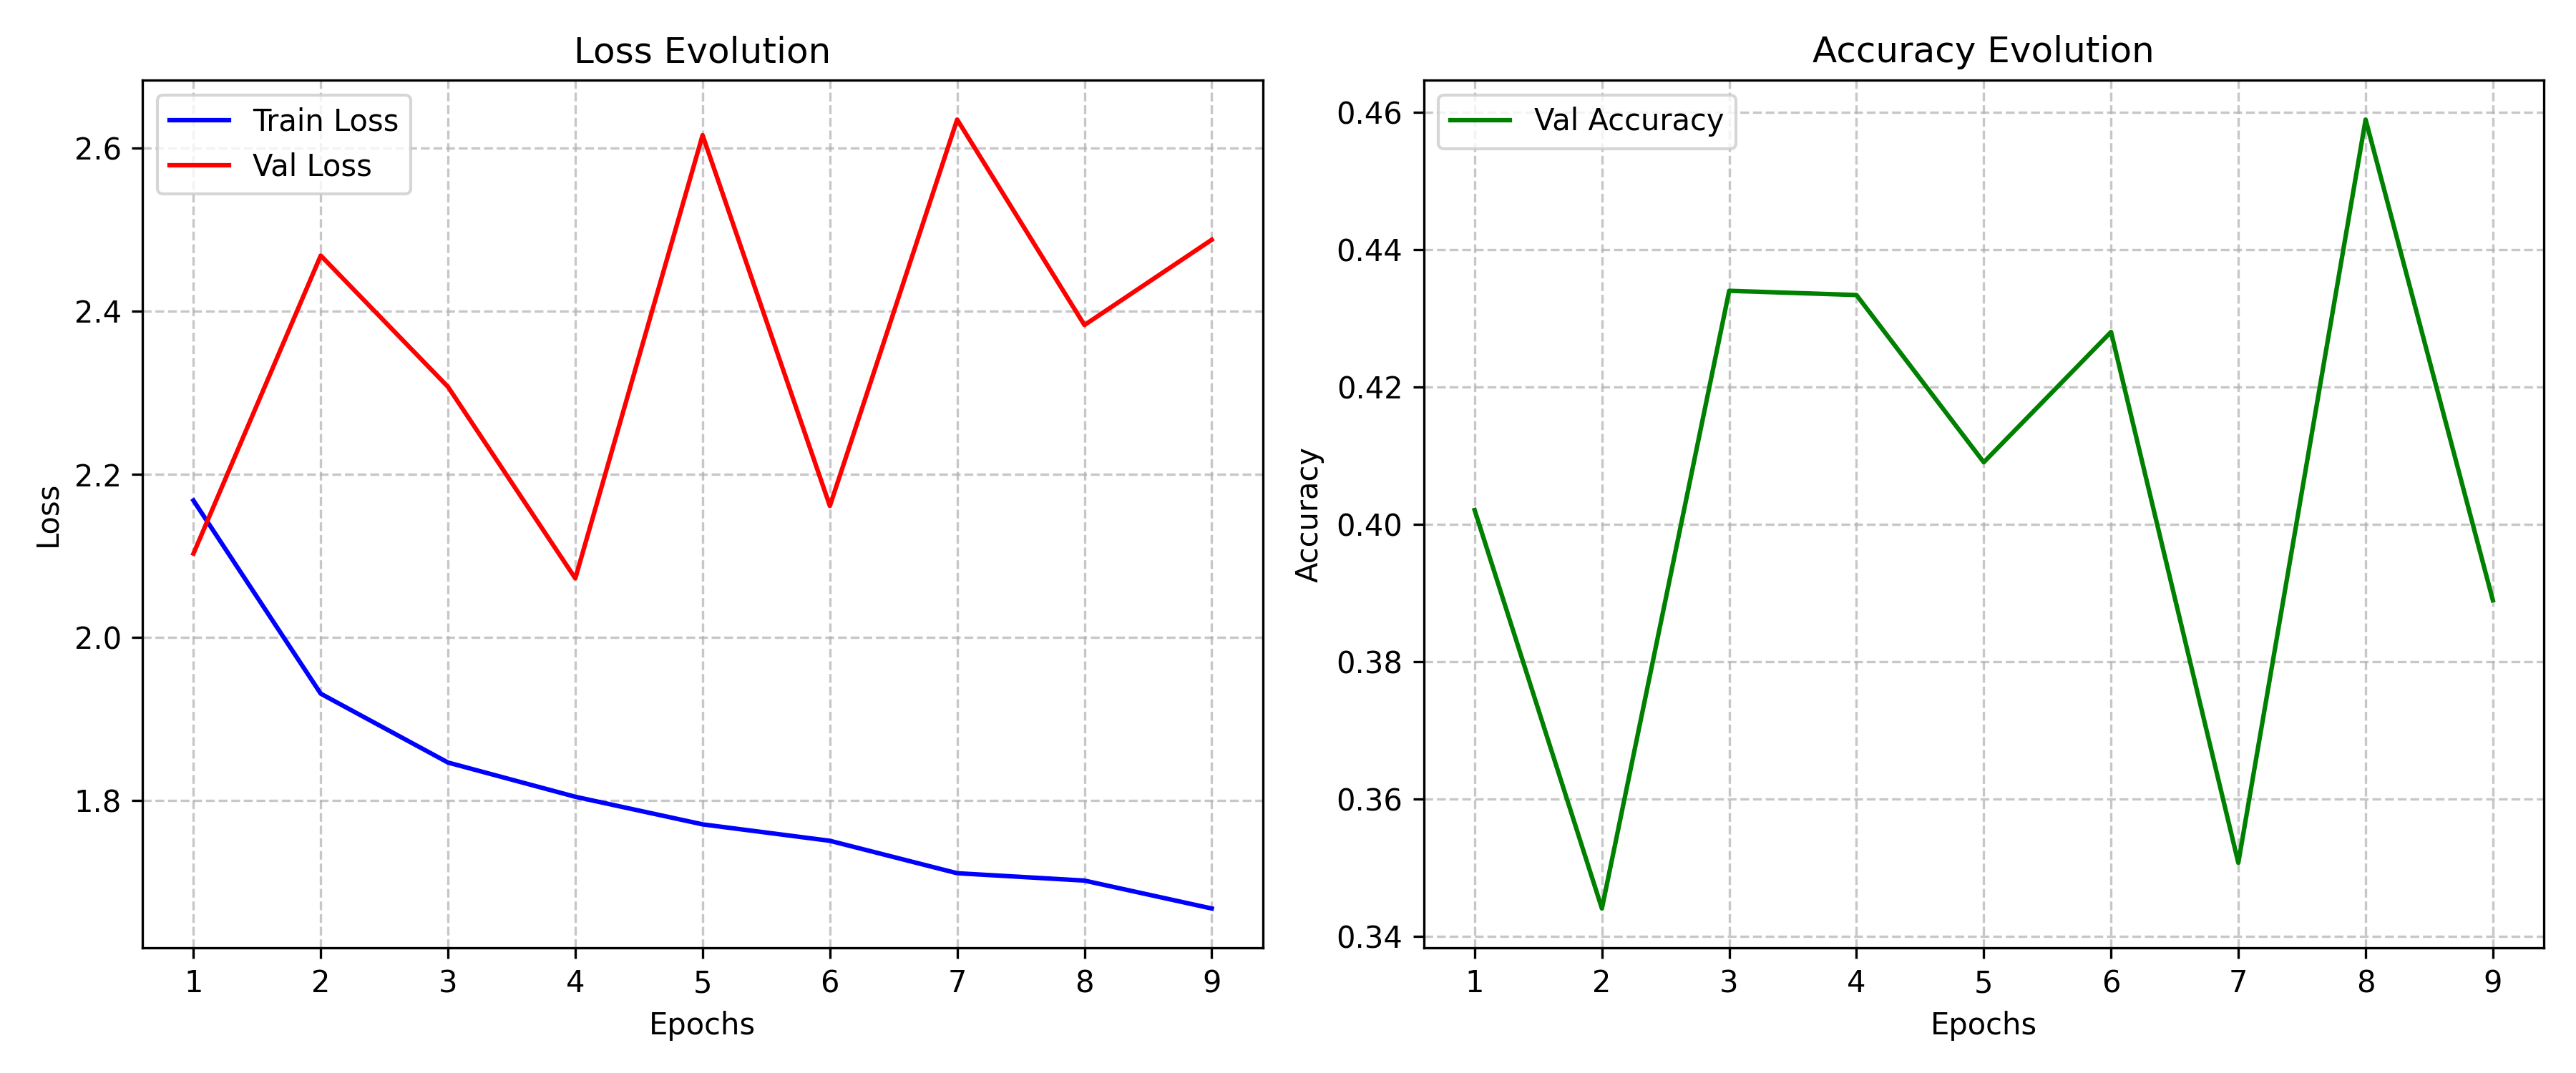 Loss Evolution
Train Loss
Val Loss
Loss
2.6
2.4
2.2
2.0
1.8
1 2 3 4 5 6 7 8 9
Epochs
Accuracy Evolution
Val Accuracy
Accuracy
0.46
0.44
0.42
0.40
0.38
0.36
0.34
1 2 3 4 5 6 7 8 9
Epochs